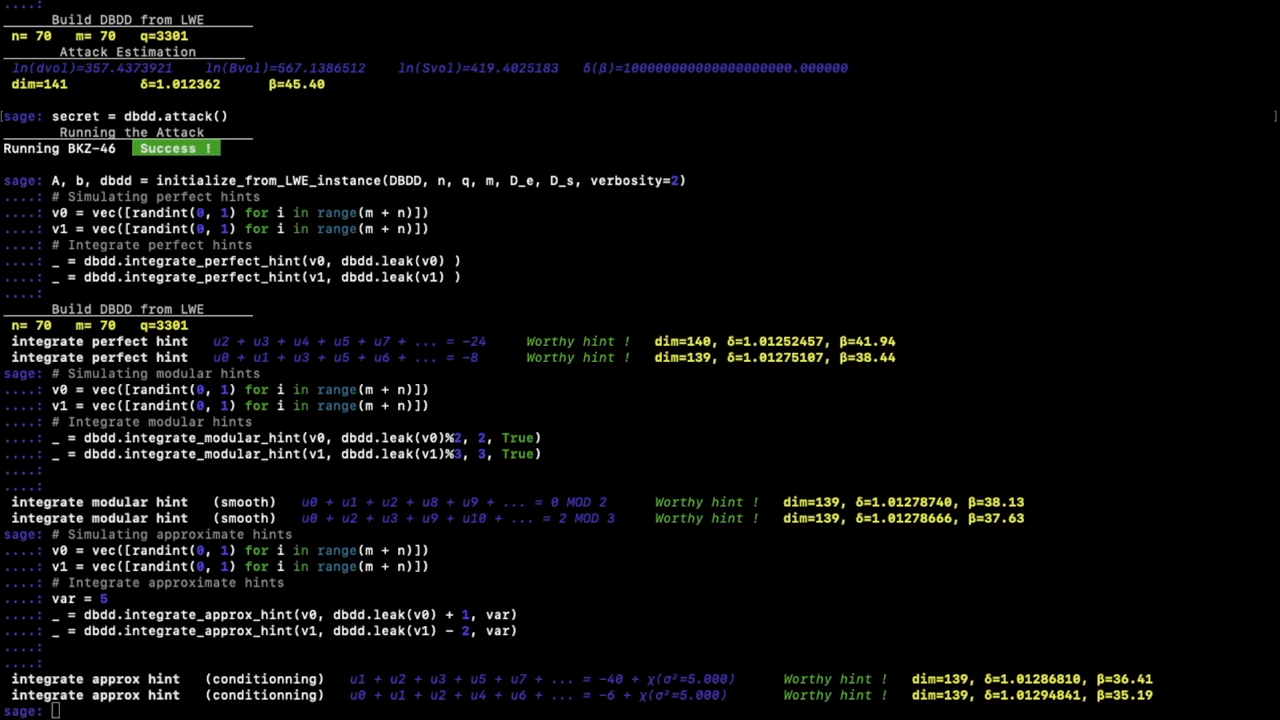 ....:
Build DBDD from LWE
n= 70 m= 70 q=3301
Attack Estimation
ln(dvol)=357.4373921 ln(Bvol)=567.1386512 ln(Svol)=419.4025183 δ(β)=1000000000000000000000.000000
dim=141 δ=1.012362 β=45.40
[sage: secret = dbdd.attack() ]
Running the Attack
Running BKZ-46 Success !
sage: A, b, dbdd = initialize_from_LWE_instance(DBDD, n, q, m, D_e, D_s, verbosity=2)
....: # Simulating perfect hints
....: v0 = vec([randint(0, 1) for i in range(m + n)])
....: v1 = vec([randint(0, 1) for i in range(m + n)])
....: # Integrate perfect hints
....: _ = dbdd.integrate_perfect_hint(v0, dbdd.leak(v0) )
....: _ = dbdd.integrate_perfect_hint(v1, dbdd.leak(v1) )
....:
Build DBDD from LWE
n= 70 m= 70 q=3301
integrate perfect hint u2 + u3 + u4 + u5 + u7 + ... = -24 Worthy hint ! dim=140, δ=1.01252457, β=41.94
integrate perfect hint u0 + u1 + u3 + u5 + u6 + ... = -8 Worthy hint ! dim=139, δ=1.01275107, β=38.44
sage: # Simulating modular hints
....: v0 = vec([randint(0, 1) for i in range(m + n)])
....: v1 = vec([randint(0, 1) for i in range(m + n)])
....: # Integrate modular hints
....: _ = dbdd.integrate_modular_hint(v0, dbdd.leak(v0)%2, 2, True)
....: _ = dbdd.integrate_modular_hint(v1, dbdd.leak(v1)%3, 3, True)
....:
....:
integrate modular hint (smooth) u0 + u1 + u2 + u8 + u9 + ... = 0 MOD 2 Worthy hint ! dim=139, δ=1.01278740, β=38.13
integrate modular hint (smooth) u0 + u2 + u3 + u9 + u10 + ... = 2 MOD 3 Worthy hint ! dim=139, δ=1.01278666, β=37.63
sage: # Simulating approximate hints
....: v0 = vec([randint(0, 1) for i in range(m + n)])
....: v1 = vec([randint(0, 1) for i in range(m + n)])
....: # Integrate approximate hints
....: var = 5
....: _ = dbdd.integrate_approx_hint(v0, dbdd.leak(v0) + 1, var)
....: _ = dbdd.integrate_approx_hint(v1, dbdd.leak(v1) - 2, var)
....:
....:
integrate approx hint (conditionning) u1 + u2 + u3 + u5 + u7 + ... = -40 + χ(σ²=5.000) Worthy hint ! dim=139, δ=1.01286810, β=36.41
integrate approx hint (conditionning) u0 + u1 + u2 + u4 + u6 + ... = -6 + χ(σ²=5.000) Worthy hint ! dim=139, δ=1.01294841, β=35.19
sage: